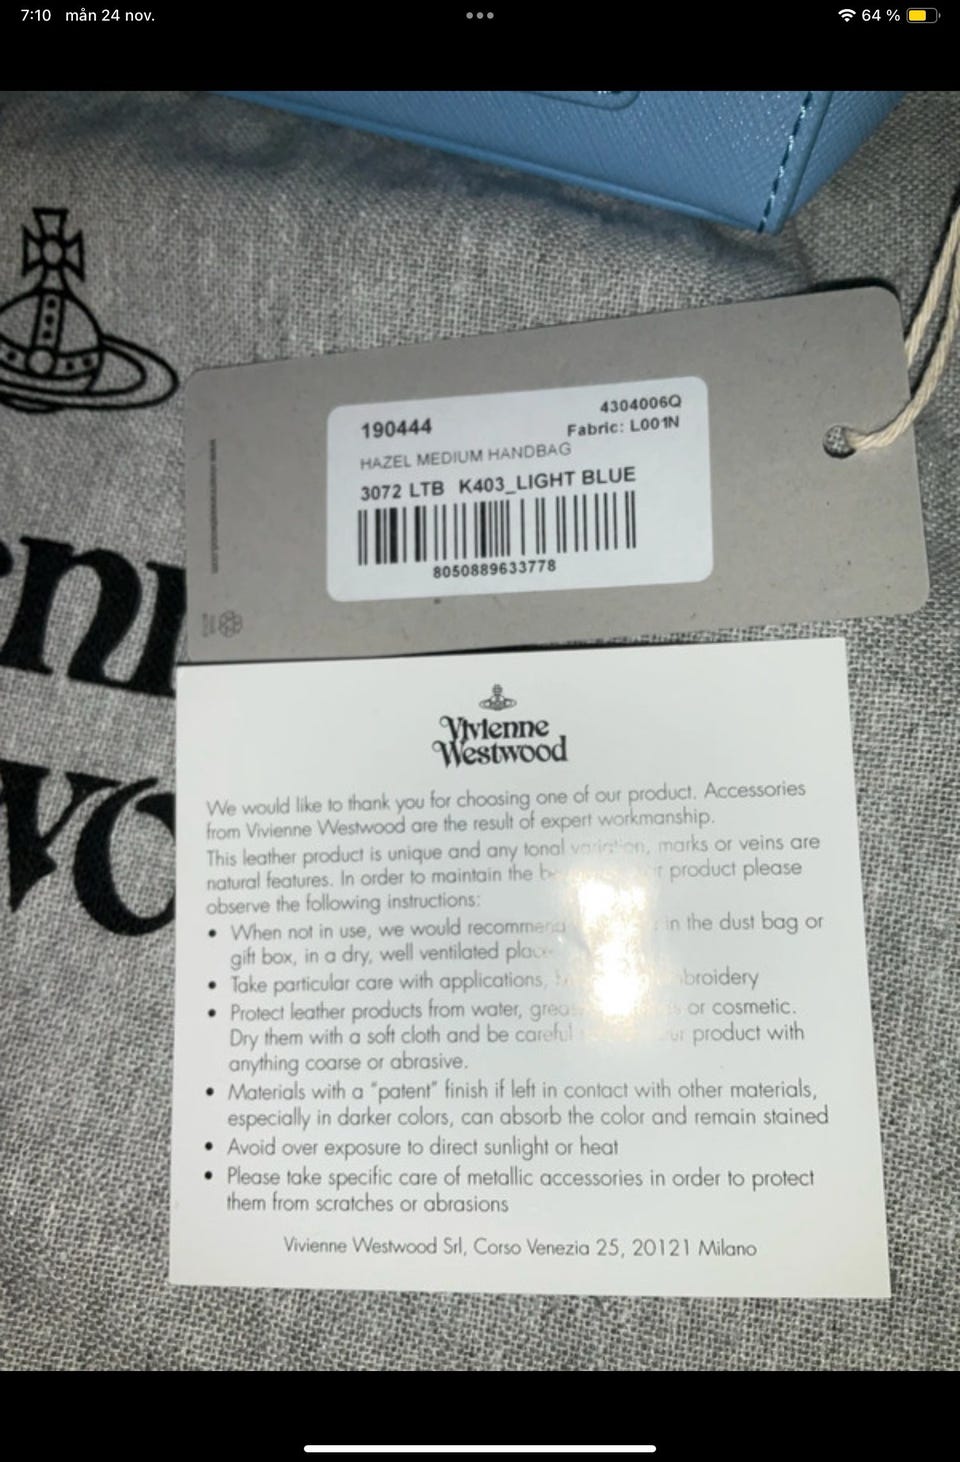 7:10 mån 24 nov.
64 %
190444
4304006Q
Fabric: L001N
HAZEL MEDIUM HANDBAG
3072 LTB K403_LIGHT BLUE
8050889633778
Vivienne
Westwood
We would like to thank you for choosing one of our product. Accessories
from Vivienne Westwood are the result of expert workmanship.
This leather product is unique and any tonal variation, marks or veins are
natural features. In order to maintain the product please
observe the following instructions:
• When not in use, we would recommend in the dust bag or
gift box, in a dry, well ventilated place
• Take particular care with applications,
• Protect leather products from water, or cosmetic.
Dry them with a soft cloth and be careful product with
anything coarse or abrasive.
• Materials with a "patent" finish if left in contact with other materials,
especially in darker colors, can absorb the color and remain stained
• Avoid over exposure to direct sunlight or heat
• Please take specific care of metallic accessories in order to protect
them from scratches or abrasions
Vivienne Westwood Srl, Corso Venezia 25, 20121 Milano